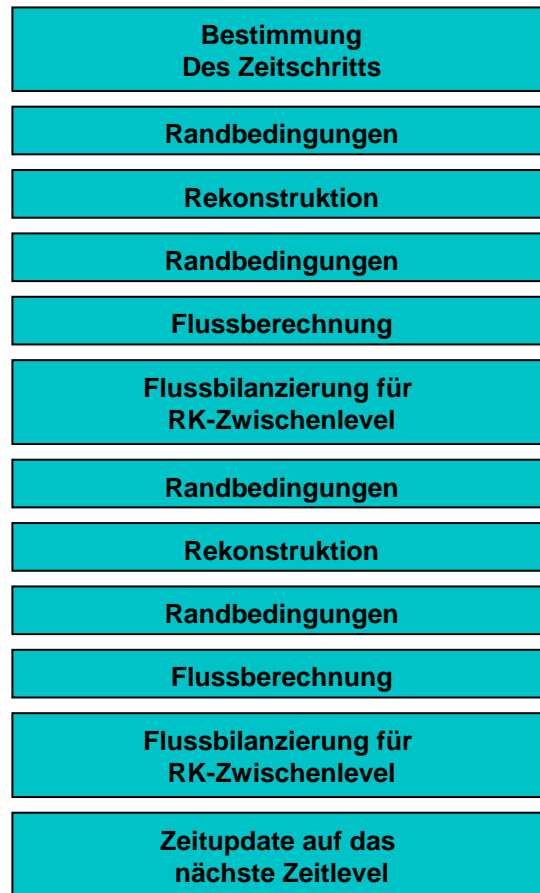 Bestimmung
Des Zeitschritts
Randbedingungen
Rekonstruktion
Randbedingungen
Flussberechnung
Flussbilanzierung für
RK-Zwischenlevel
Randbedingungen
Rekonstruktion
Randbedingungen
Flussberechnung
Flussbilanzierung für
RK-Zwischenlevel
Zeitupdate auf das
nächste Zeitlevel